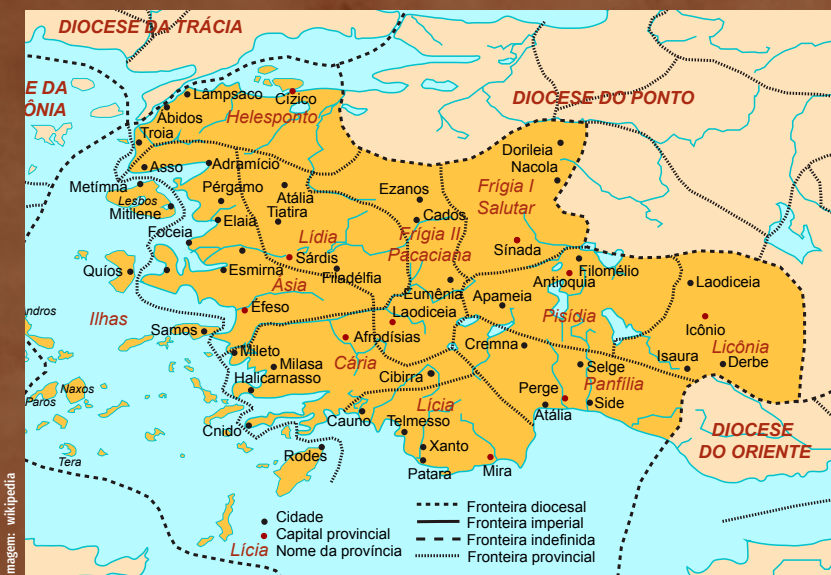 DIOCESE DA TRÁCIA
E DA
ÔNIA
DIOCESE DO PONTO
Lâmpsaco
Cízico
Ábidos
Helesponto
Troia
Dorileia
Nacola
Asso
Adramício
Metímna
Lesbos
Mitilene
Pérgamo
Atália
Tiatira
Ezanos
Frígia I
Salutar
Elaia
Cadós
Foceia
Lídia
Frígia II
Pacaciana
Sínada
Sárdis
Quíos
Esmirna
Filadélfia
Filomélio
Antioquia
Laodiceia
Ásia
Eumênia
Apameia
Éfeso
Laodiceia
Pisídia
ndros
Ilhas
Samos
Afrodísias
Icônio
Cremna
Licônia
Mileto
Milasa
Cária
Isaura
Derbe
Selge
Halicarnasso
Cibirra
Perge
Panfília
Naxos
Paros
Lícia
Atália
Side
Cnido
Cauno
Telmesso
DIOCESE
DO ORIENTE
Rodes
Xanto
Tera
Patara
Mira
Cidade
Capital provincial
Lícia Nome da província
Fronteira diocesal
Fronteira imperial
Fronteira indefinida
Fronteira provincial
magem: wikipedia